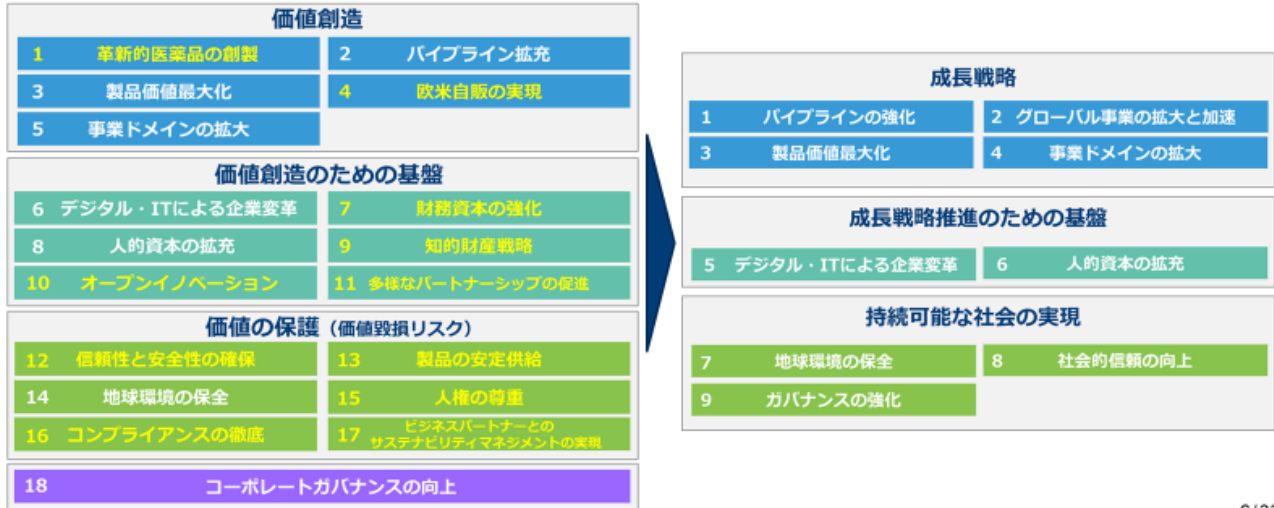 価値創造
1 革新的医薬品の創製
2 パイプライン拡充
3 製品価値最大化
4 欧米自販の実現
5 事業ドメインの拡大
価値創造のための基盤
6 デジタル・ITによる企業変革
7 財務資本の強化
8 人的資本の拡充
9 知的財産戦略
10 オープンイノベーション
11 多様なパートナーシップの促進
価値の保護（価値毀損リスク）
12 信頼性と安全性の確保
13 製品の安定供給
14 地球環境の保全
15 人権の尊重
16 コンプライアンスの徹底
17 ビジネスパートナーとの
サステナビリティマネジメントの実現
18 コーポレートガバナンスの向上
成長戦略
1 パイプラインの強化
2 グローバル事業の拡大と加速
3 製品価値最大化
4 事業ドメインの拡大
成長戦略推進のための基盤
5 デジタル・ITによる企業変革
6 人的資本の拡充
持続可能な社会の実現
7 地球環境の保全
8 社会的信頼の向上
9 ガバナンスの強化